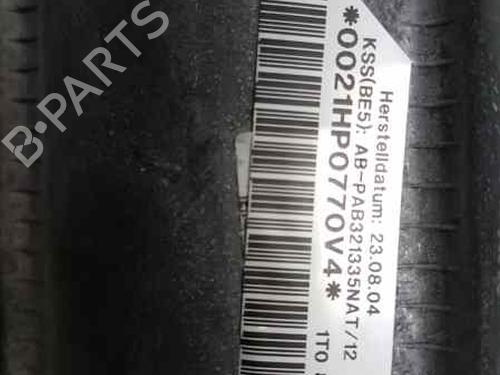 Herstelldatum: 23.08.04
KSS(BE5): AB-PAB321335NAT/12
*0021HP0770V4*
1T0
B-PARTS